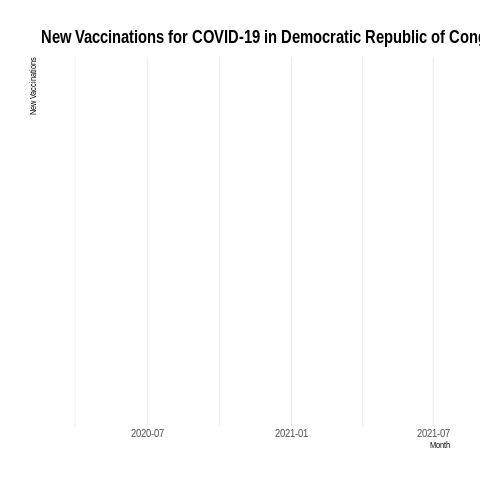 New Vaccinations for COVID-19 in Democratic Republic of Cong
New Vaccinations
2020-07
2021-01
2021-07
Month